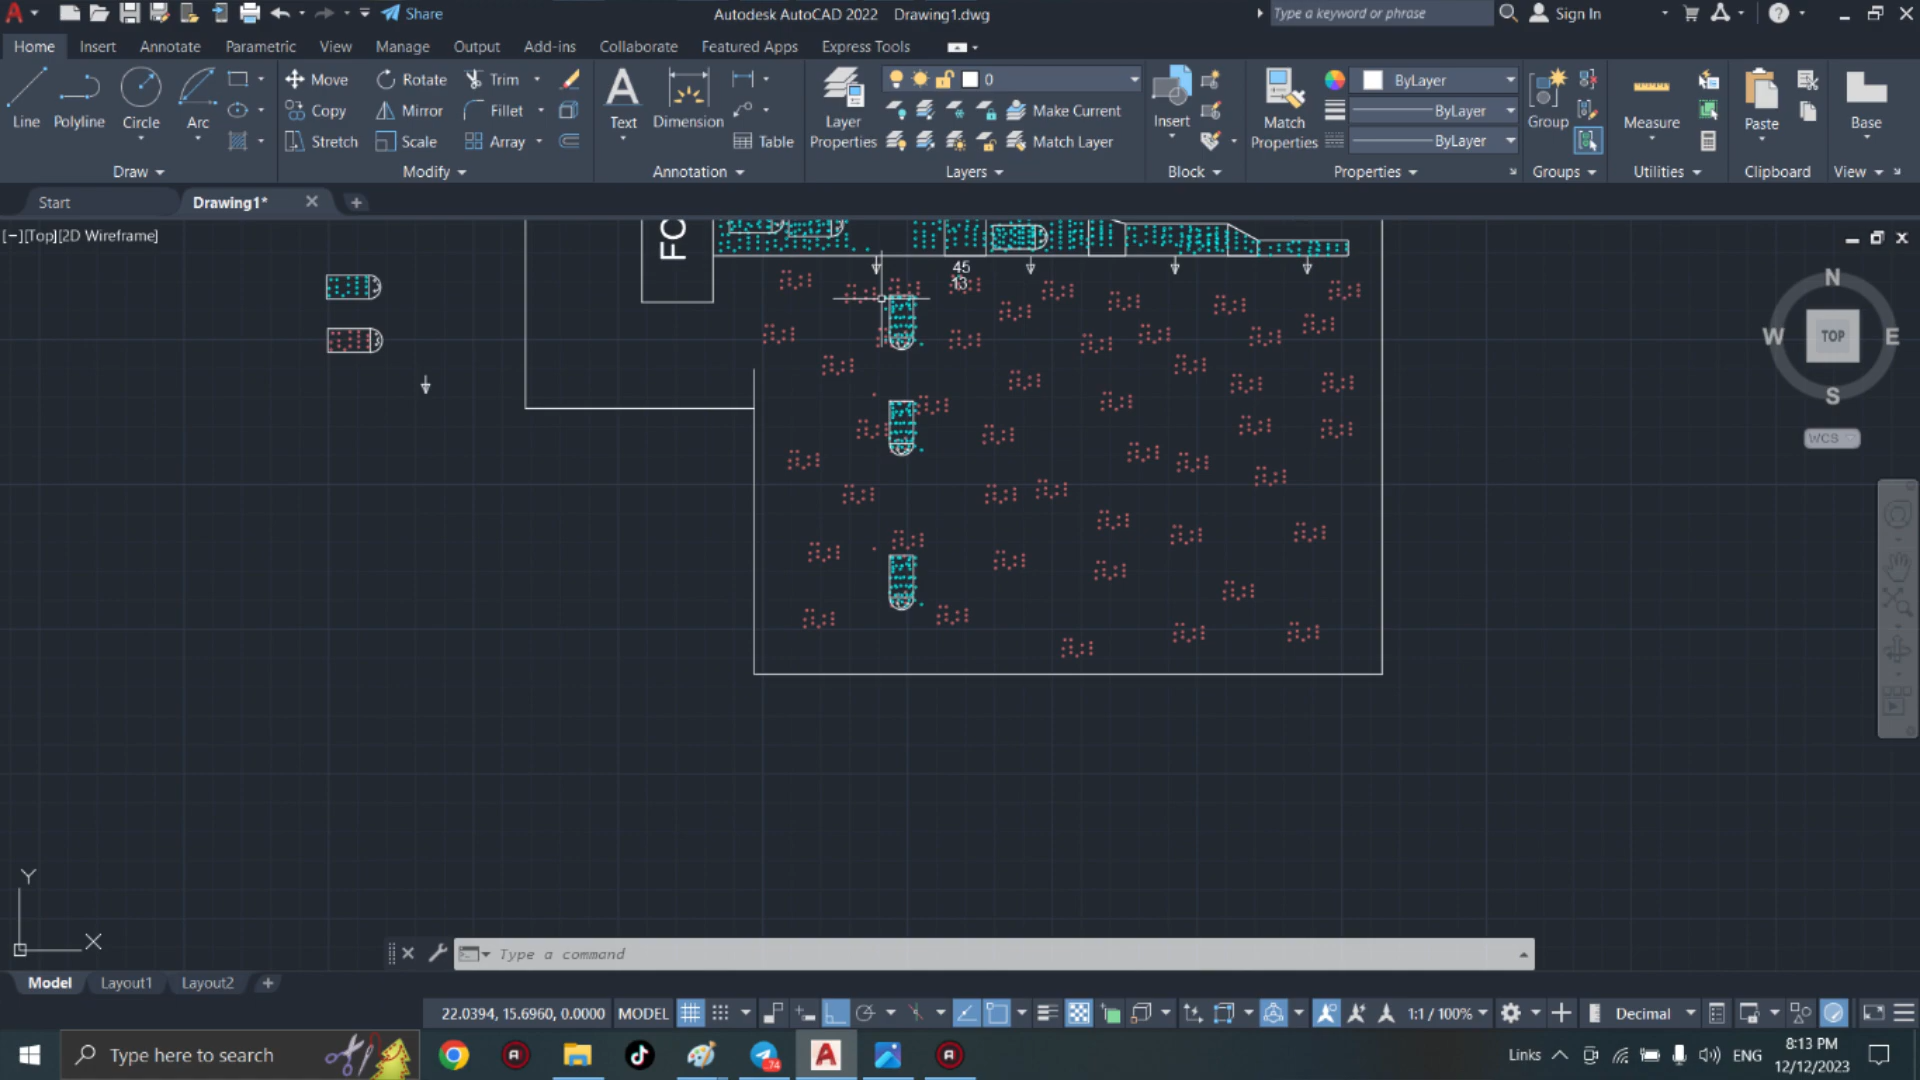 Share
Autodesk AutoCAD 2022 Drawing1.dwg
Type a keyword or phrase
Sign In
Home Insert Annotate Parametric View Manage Output Add-ins Collaborate Featured Apps Express Tools
Line Polyline Circle Arc
Move Rotate Trim
Copy Mirror Fillet
Stretch Scale Array
Text Dimension Table
Layer Properties
0
Make Current
Match Layer
Insert
Match Properties
ByLayer
ByLayer
ByLayer
Group
Measure
Paste
Base
Draw Modify Annotation Layers Block Properties Groups Utilities Clipboard View
Start Drawing1*
[−][Top][2D Wireframe]
FO
45
13
N
W TOP E
S
WCS
Y
X
Type a command
Model Layout1 Layout2
22.0394, 15.6960, 0.0000 MODEL 1:1 / 100% Decimal
Type here to search
74
Links ENG
8:13 PM
12/12/2023